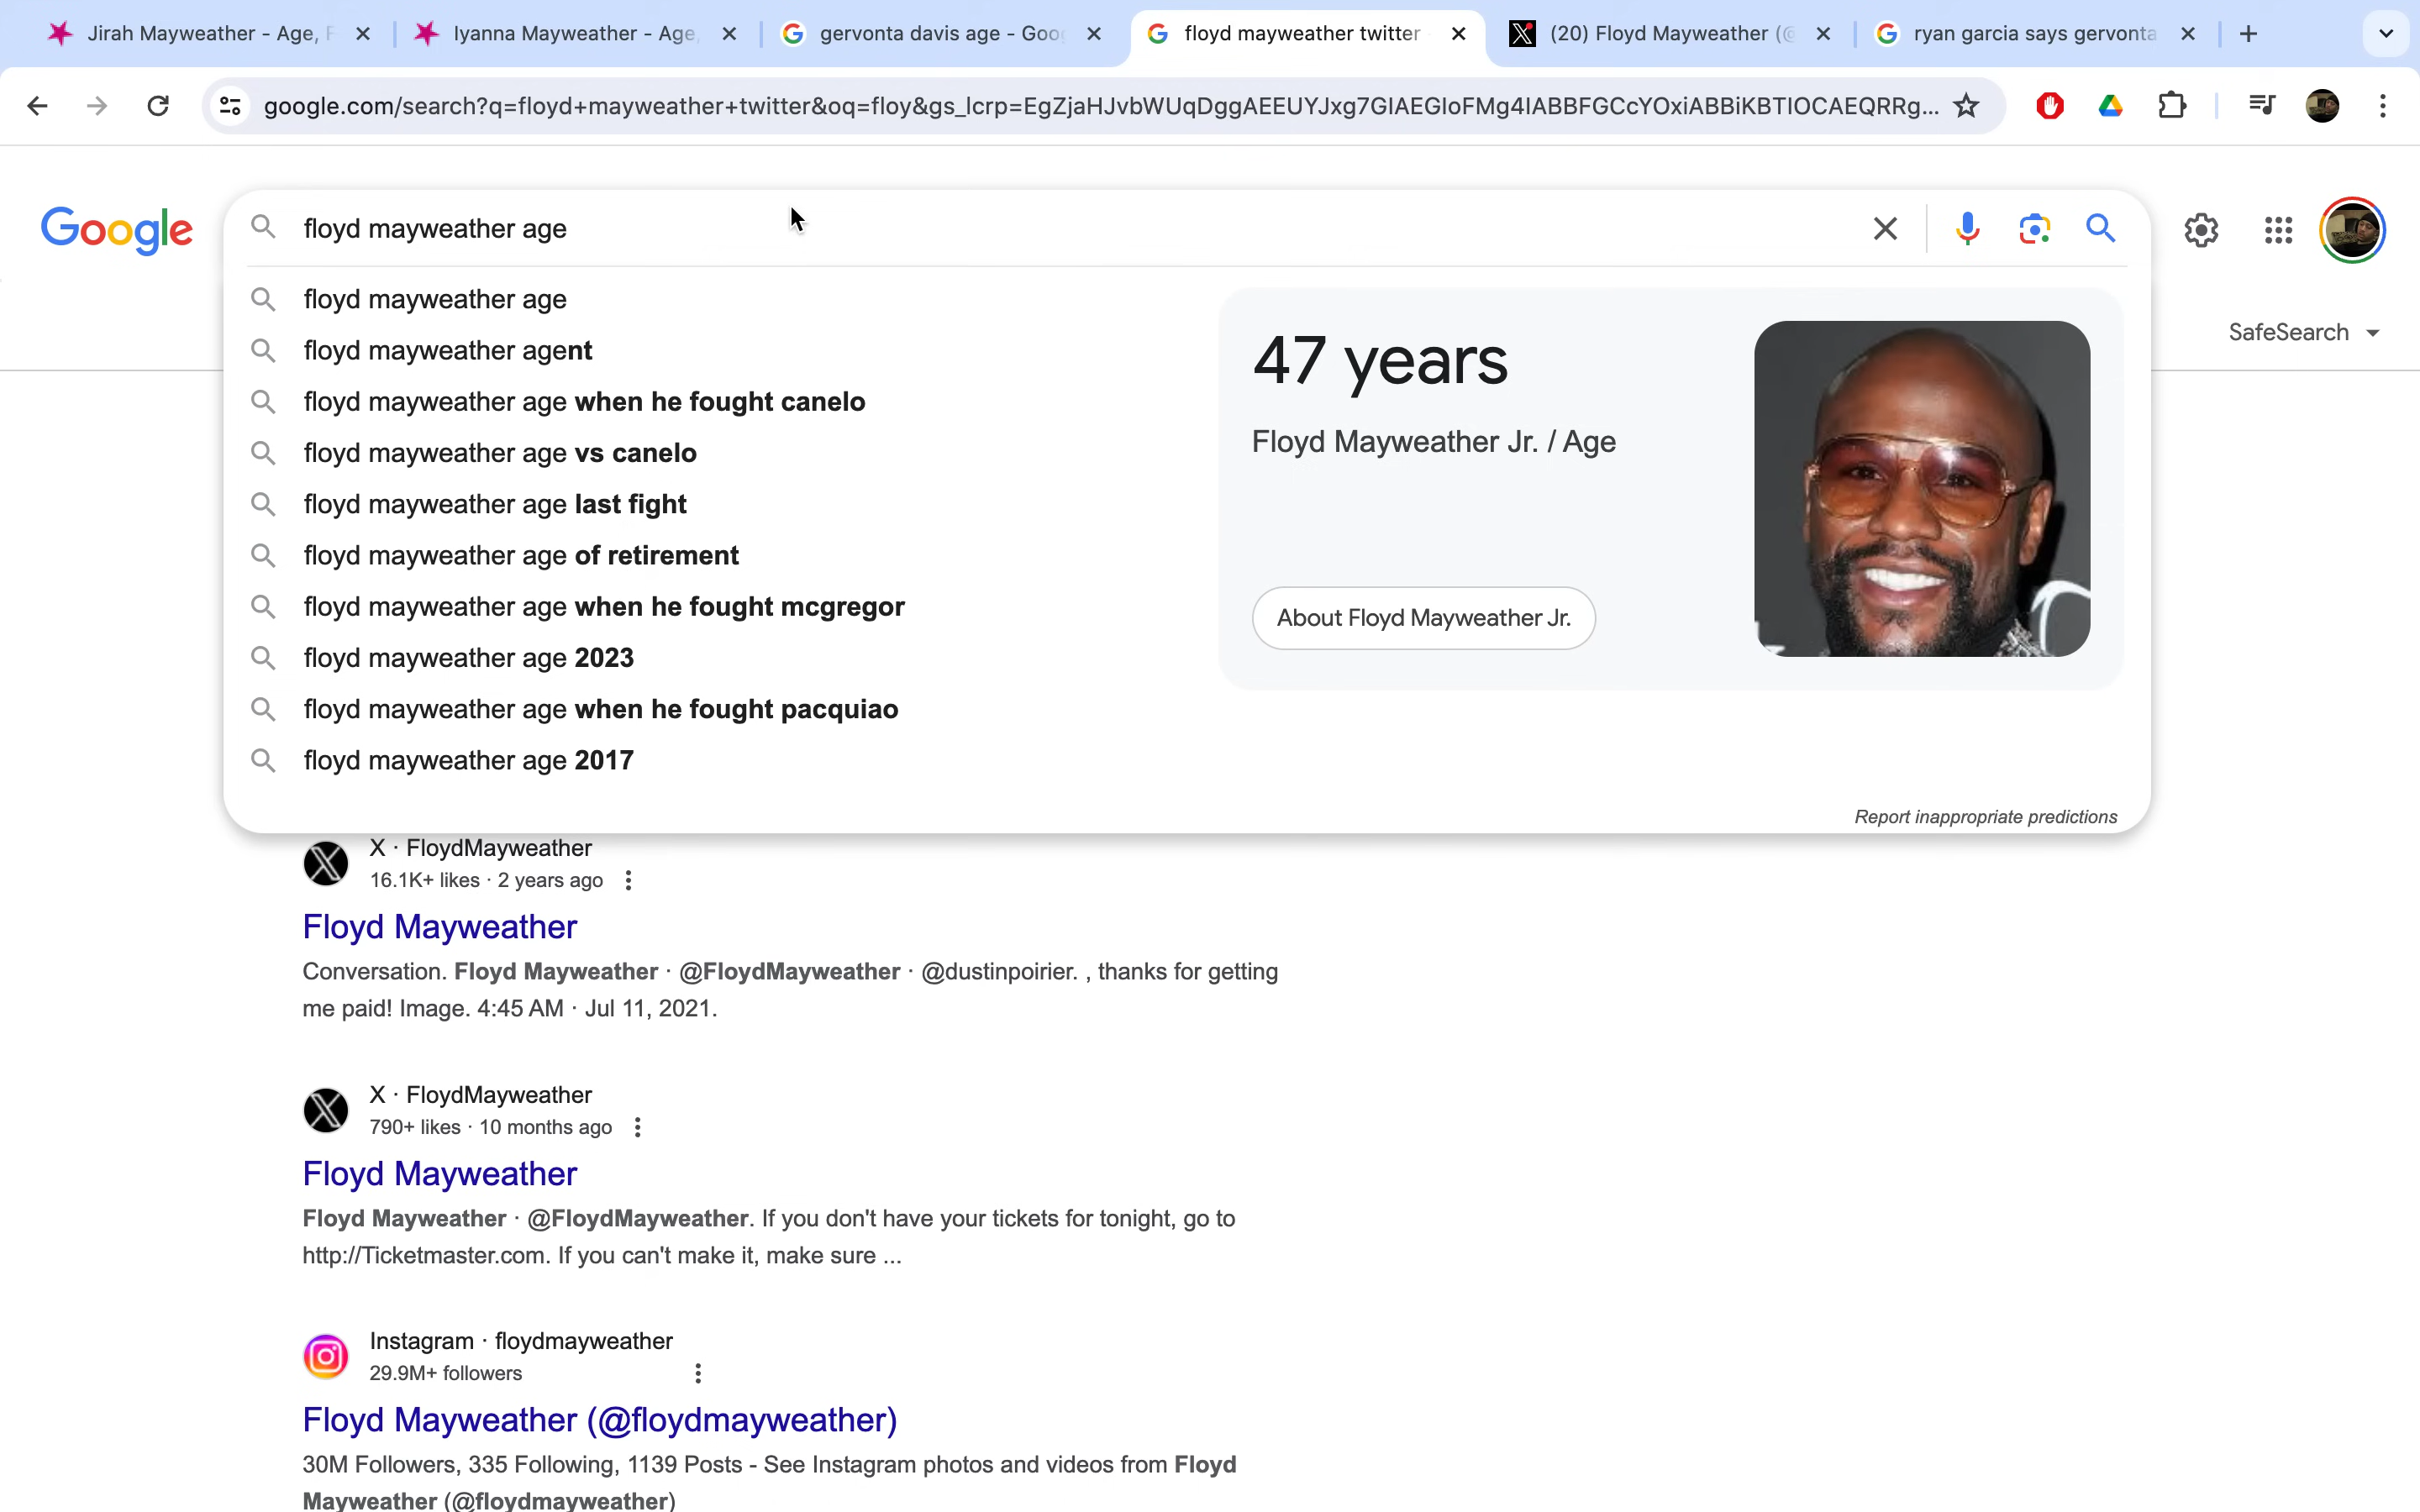 Jirah Mayweather - Age, F
Iyanna Mayweather - Age,
gervonta davis age - Goo
floyd mayweather twitter
(20) Floyd Mayweather (@
ryan garcia says gervonta
google.com/search?q=floyd+mayweather+twitter&oq=floy&gs_lcrp=EgZjaHJvbWUqDggAEEUYJxg7GIAEGIoFMg4IABBFGCcYOxiABBiKBTIOCAEQRRg...
Google
floyd mayweather age
floyd mayweather age
floyd mayweather agent
floyd mayweather age when he fought canelo
floyd mayweather age vs canelo
floyd mayweather age last fight
floyd mayweather age of retirement
floyd mayweather age when he fought mcgregor
floyd mayweather age 2023
floyd mayweather age when he fought pacquiao
floyd mayweather age 2017
47 years
Floyd Mayweather Jr. / Age
About Floyd Mayweather Jr.
Report inappropriate predictions
SafeSearch
X · FloydMayweather
16.1K+ likes · 2 years ago
Floyd Mayweather
Conversation. Floyd Mayweather · @FloydMayweather · @dustinpoirier. , thanks for getting
me paid! Image. 4:45 AM · Jul 11, 2021.
X · FloydMayweather
790+ likes · 10 months ago
Floyd Mayweather
Floyd Mayweather · @FloydMayweather. If you don't have your tickets for tonight, go to
http://Ticketmaster.com. If you can't make it, make sure ...
Instagram · floydmayweather
29.9M+ followers
Floyd Mayweather (@floydmayweather)
30M Followers, 335 Following, 1139 Posts - See Instagram photos and videos from Floyd
Mayweather (@floydmayweather)